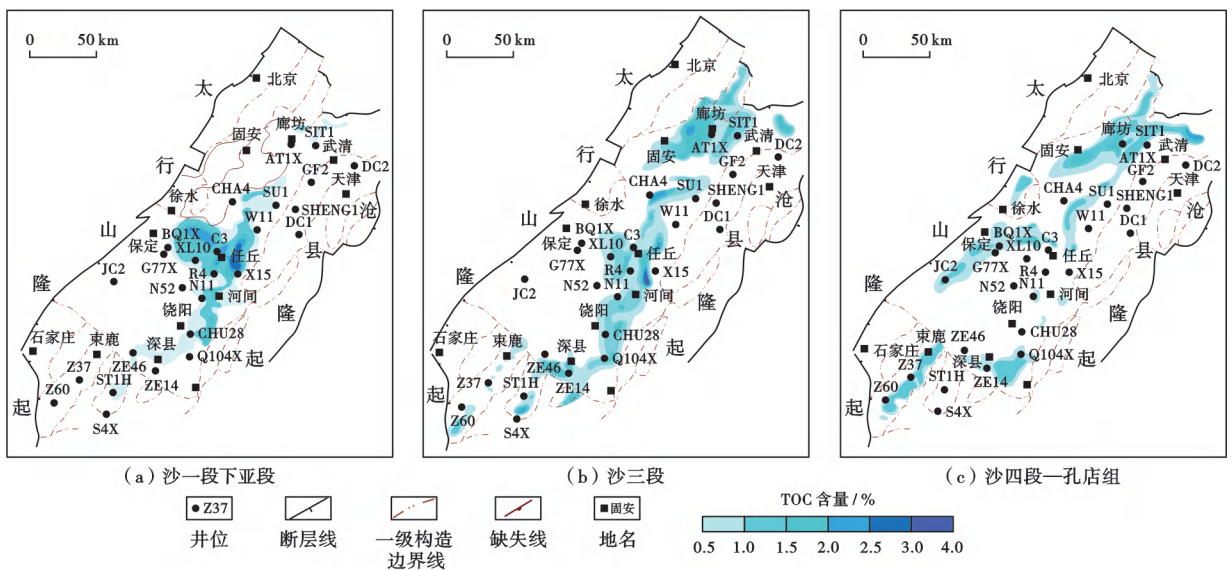 0 50 km
北京
太
行
山
隆
起
廊坊
SIT1
武清
固安
AT1X
GF2
DC2
天津
CHA4
SU1
SHENG1
沧
县
隆
起
徐水
W11
DC1
保定
BQ1X
XL10
C3
任丘
G77X
R4
X15
JC2
N52
N11
河间
饶阳
CHU28
石家庄
束鹿
深县
Q104X
ZE46
ZE14
Z37
ST1H
Z60
S4X
(a) 沙一段下亚段
0 50 km
北京
太
行
山
隆
起
廊坊
SIT1
武清
固安
AT1X
GF2
DC2
天津
CHA4
SU1
SHENG1
沧
县
隆
起
徐水
W11
DC1
保定
BQ1X
XL10
C3
任丘
G77X
R4
X15
JC2
N52
N11
河间
饶阳
CHU28
石家庄
束鹿
深县
Q104X
ZE46
ZE14
Z37
ST1H
Z60
S4X
(b) 沙三段
0 50 km
北京
太
行
山
隆
起
廊坊
SIT1
武清
固安
AT1X
GF2
DC2
天津
CHA4
SU1
SHENG1
沧
县
隆
起
徐水
W11
DC1
保定
BQ1X
XL10
C3
任丘
G77X
R4
X15
JC2
N11
河间
饶阳
CHU28
石家庄
束鹿
ZE46
深县
Q104X
ZE14
Z37
ST1H
Z60
S4X
(c) 沙四段—孔店组
Z37
井位
断层线
一级构造
边界线
缺失线
固安
地名
TOC 含量 / %
0.5 1.0 1.5 2.0 2.5 3.0 4.0